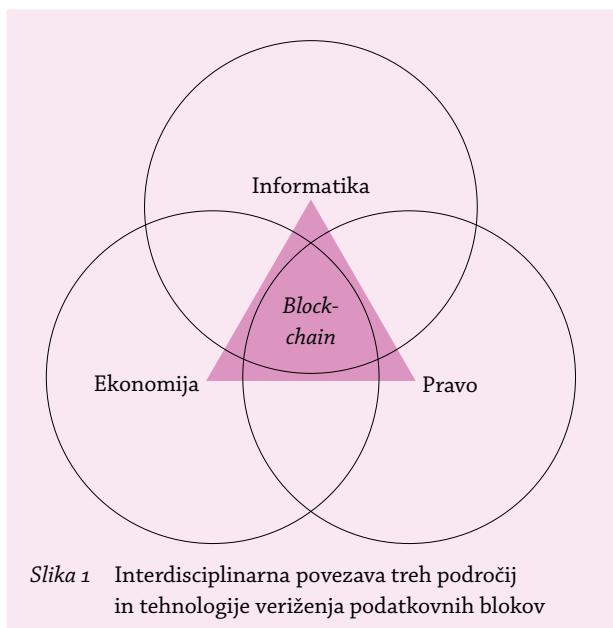 Informatika
Block-
chain
Ekonomija
Pravo
Slika 1 Interdisciplinarna povezava treh področij
in tehnologije veriženja podatkovnih blokov